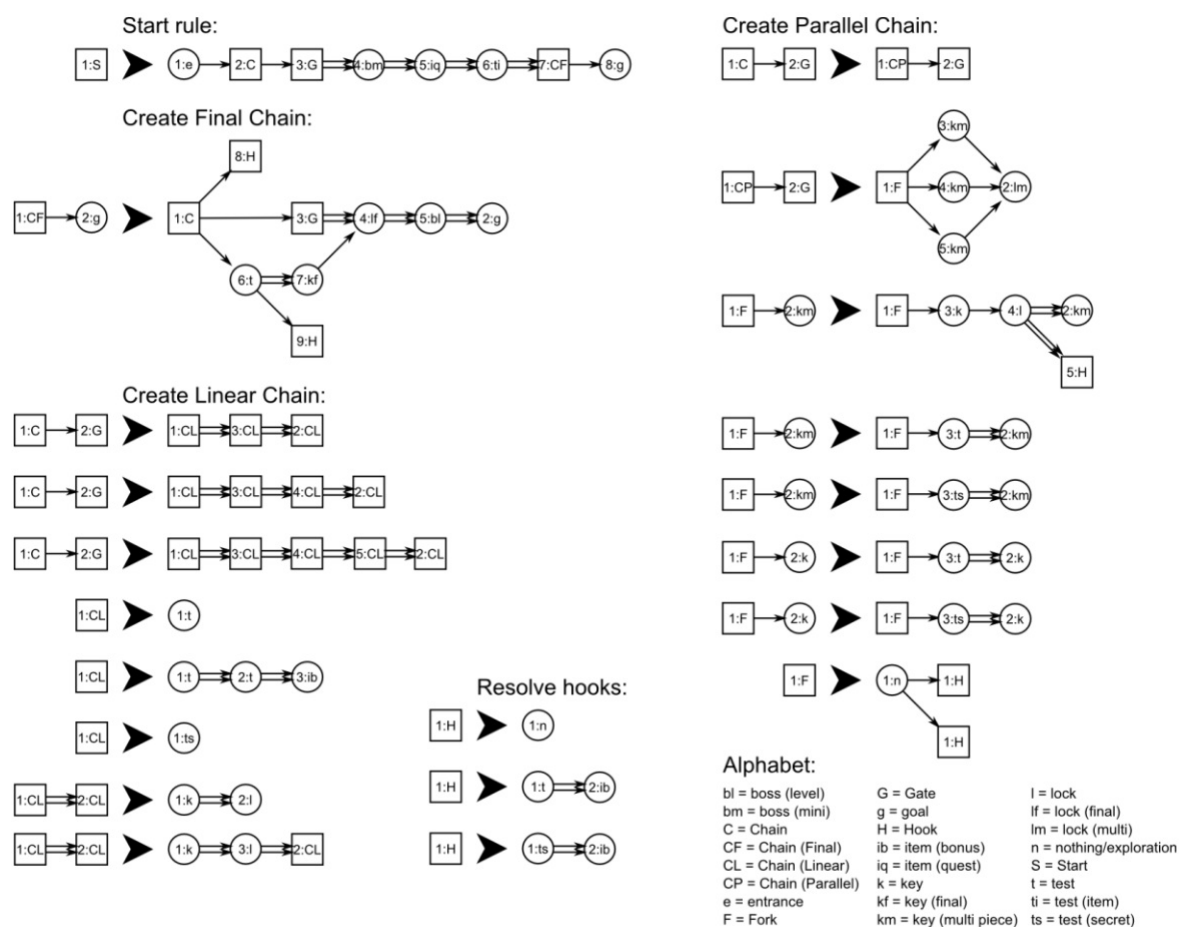 Start rule:
1:S 1:e 2:C 3:G 4:bm 5:iq 6:ti 7:CF 8:g
Create Final Chain:
8:H
1:CF 2:g 1:C 3:G 4:lf 5:bl 2:g
6:t 7:kf
9:H
Create Linear Chain:
1:C 2:G 1:CL 3:CL 2:CL
1:C 2:G 1:CL 3:CL 4:CL 2:CL
1:C 2:G 1:CL 3:CL 4:CL 5:CL 2:CL
1:CL 1:t
1:CL 1:t 2:t 3:ib
1:CL 1:ts
1:CL 2:CL 1:k 2:l
1:CL 2:CL 1:k 3:l 2:CL
Resolve hooks:
1:H 1:n
1:H 1:t 2:ib
1:H 1:ts 2:ib
Create Parallel Chain:
1:C 2:G 1:CP 2:G
3:km
1:CP 2:G 1:F 4:km 2:lm
5:km
1:F 2:km 1:F 3:k 4:l 2:km
5:H
1:F 2:km 1:F 3:t 2:km
1:F 2:km 1:F 3:ts 2:km
1:F 2:k 1:F 3:t 2:k
1:F 2:k 1:F 3:ts 2:k
1:F 1:n 1:H
1:H
Alphabet:
bl = boss (level)
bm = boss (mini)
C = Chain
CF = Chain (Final)
CL = Chain (Linear)
CP = Chain (Parallel)
e = entrance
F = Fork
G = Gate
g = goal
H = Hook
ib = item (bonus)
iq = item (quest)
k = key
kf = key (final)
km = key (multi piece)
l = lock
lf = lock (final)
lm = lock (multi)
n = nothing/exploration
S = Start
t = test
ti = test (item)
ts = test (secret)